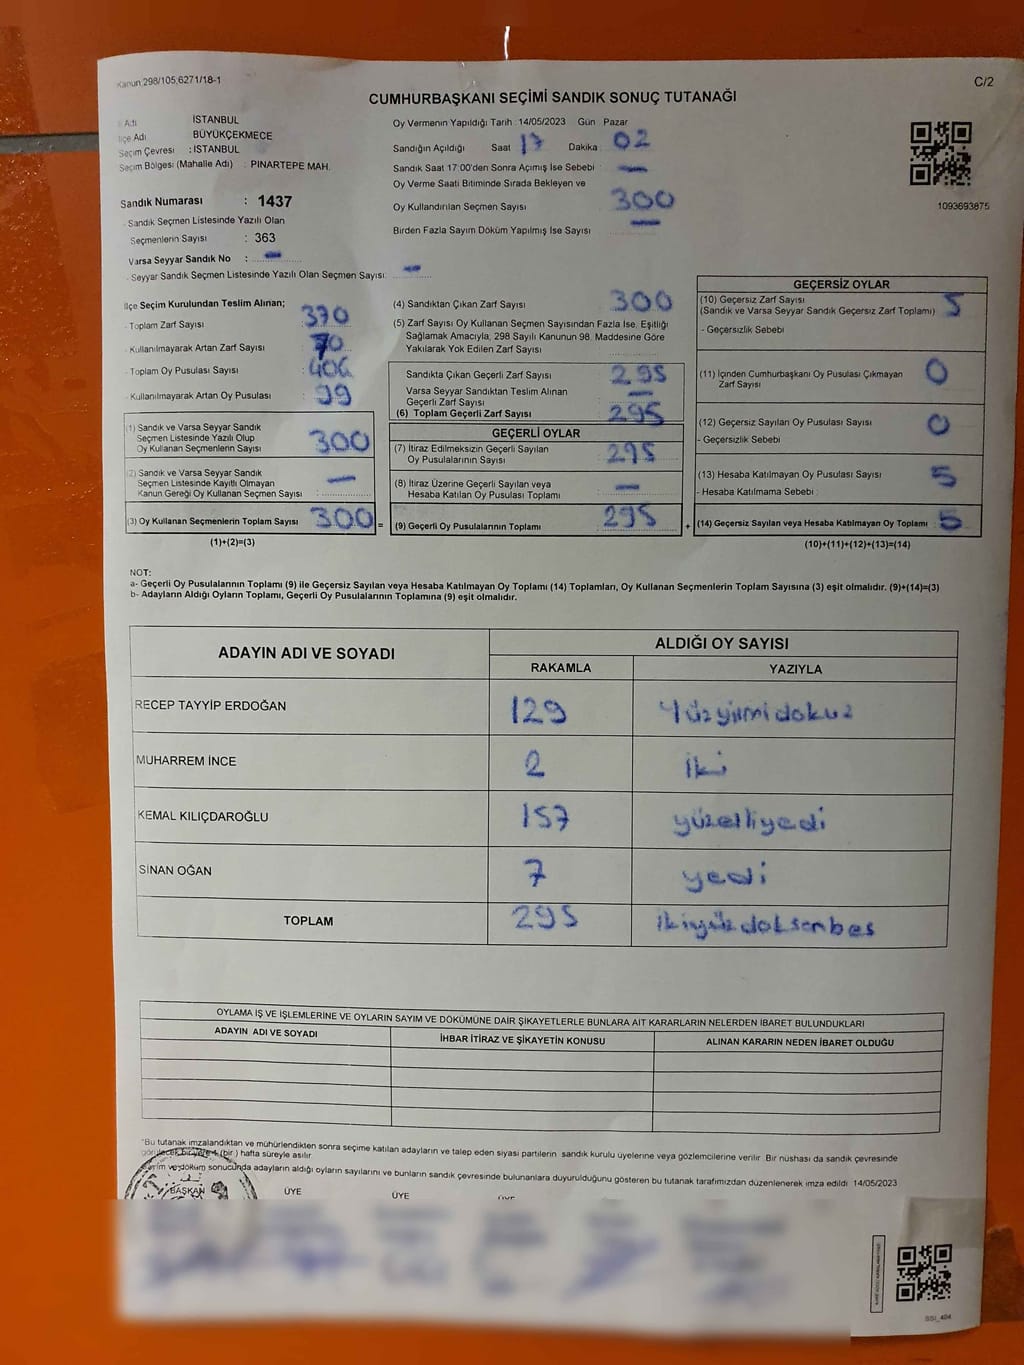 Kanun 298/105,6271/18-1
C/2
CUMHURBAŞKANI SEÇİMİ SANDIK SONUÇ TUTANAĞI
İl Adı İSTANBUL
İlçe Adı BÜYÜKÇEKMECE
Seçim Çevresi : İSTANBUL
Seçim Bölgesi (Mahalle Adı) : PINARTEPE MAH.
Sandık Numarası : 1437
- Sandık Seçmen Listesinde Yazılı Olan
Seçmenlerin Sayısı : 363
Varsa Seyyar Sandık No : —
- Seyyar Sandık Seçmen Listesinde Yazılı Olan Seçmen Sayısı: —
Oy Vermenin Yapıldığı Tarih : 14/05/2023 Gün Pazar
Sandığın Açıldığı Saat 17 Dakika 02
Sandık Saat 17:00'den Sonra Açımış İse Sebebi —
Oy Verme Saati Bitiminde Sırada Bekleyen ve
Oy Kullandırılan Seçmen Sayısı 300
Birden Fazla Sayım Döküm Yapılmış İse Sayısı —
1093693875
İlçe Seçim Kurulundan Teslim Alınan;
- Toplam Zarf Sayısı : 370
- Kullanılmayarak Artan Zarf Sayısı : 70
- Toplam Oy Pusulası Sayısı : 406
- Kullanılmayarak Artan Oy Pusulası : 99
(1) Sandık ve Varsa Seyyar Sandık
Seçmen Listesinde Yazılı Olup
Oy Kullanan Seçmenlerin Sayısı 300
(2) Sandık ve Varsa Seyyar Sandık
Seçmen Listesinde Kayıtlı Olmayan
Kanun Gereği Oy Kullanan Seçmen Sayısı —
(3) Oy Kullanan Seçmenlerin Toplam Sayısı 300 =
(1)+(2)=(3)
(4) Sandıktan Çıkan Zarf Sayısı 300
(5) Zarf Sayısı Oy Kullanan Seçmen Sayısından Fazla İse, Eşitliği
Sağlamak Amacıyla, 298 Sayılı Kanunun 98. Maddesine Göre
Yakılarak Yok Edilen Zarf Sayısı
Sandıkta Çıkan Geçerli Zarf Sayısı 295
Varsa Seyyar Sandıktan Teslim Alınan
Geçerli Zarf Sayısı —
(6) Toplam Geçerli Zarf Sayısı 295
GEÇERLİ OYLAR
(7) İtiraz Edilmeksizin Geçerli Sayılan
Oy Pusulalarının Sayısı 295
(8) İtiraz Üzerine Geçerli Sayılan veya
Hesaba Katılan Oy Pusulası Toplamı —
(9) Geçerli Oy Pusulalarının Toplamı 295 +
GEÇERSİZ OYLAR
(10) Geçersiz Zarf Sayısı 5
(Sandık ve Varsa Seyyar Sandık Geçersiz Zarf Toplamı)
- Geçersizlik Sebebi
(11) İçinden Cumhurbaşkanı Oy Pusulası Çıkmayan
Zarf Sayısı 0
(12) Geçersiz Sayılan Oy Pusulası Sayısı 0
- Geçersizlik Sebebi
(13) Hesaba Katılmayan Oy Pusulası Sayısı 5
- Hesaba Katılmama Sebebi :
(14) Geçersiz Sayılan veya Hesaba Katılmayan Oy Toplamı 5
(10)+(11)+(12)+(13)=(14)
NOT:
a- Geçerli Oy Pusulalarının Toplamı (9) ile Geçersiz Sayılan veya Hesaba Katılmayan Oy Toplamı (14) Toplamları, Oy Kullanan Seçmenlerin Toplam Sayısına (3) eşit olmalıdır. (9)+(14)=(3)
b- Adayların Aldığı Oyların Toplamı, Geçerli Oy Pusulalarının Toplamına (9) eşit olmalıdır.
ADAYIN ADI VE SOYADI
ALDIĞI OY SAYISI
RAKAMLA YAZIYLA
RECEP TAYYİP ERDOĞAN 129 Yüzyirmidokuz
MUHARREM İNCE 2 iki
KEMAL KILIÇDAROĞLU 157 yüzelliyedi
SİNAN OĞAN 7 yedi
TOPLAM 295 ikiyüzdoksanbeş
OYLAMA İŞ VE İŞLEMLERİNE VE OYLARIN SAYIM VE DÖKÜMÜNE DAİR ŞİKAYETLERLE BUNLARA AİT KARARLARIN NELERDEN İBARET BULUNDUKLARI
ADAYIN ADI VE SOYADI İHBAR İTİRAZ VE ŞİKAYETİN KONUSU ALINAN KARARIN NEDEN İBARET OLDUĞU
"Bu tutanak imzalandıktan ve mühürlendikten sonra seçime katılan adayların ve talep eden siyasi partilerin sandık kurulu üyelerine veya gözlemcilerine verilir. Bir nüshası da sandık çevresinde
görülecek bir yere 1 (bir ) hafta süreyle asılır.
Sayım ve döküm sonucunda adayların aldığı oyların sayılarını ve bunların sandık çevresinde bulunanlara duyurulduğunu gösteren bu tutanak tarafımızdan düzenlenerek imza edildi. 14/05/2023
BAŞKAN ÜYE ÜYE ÜYE